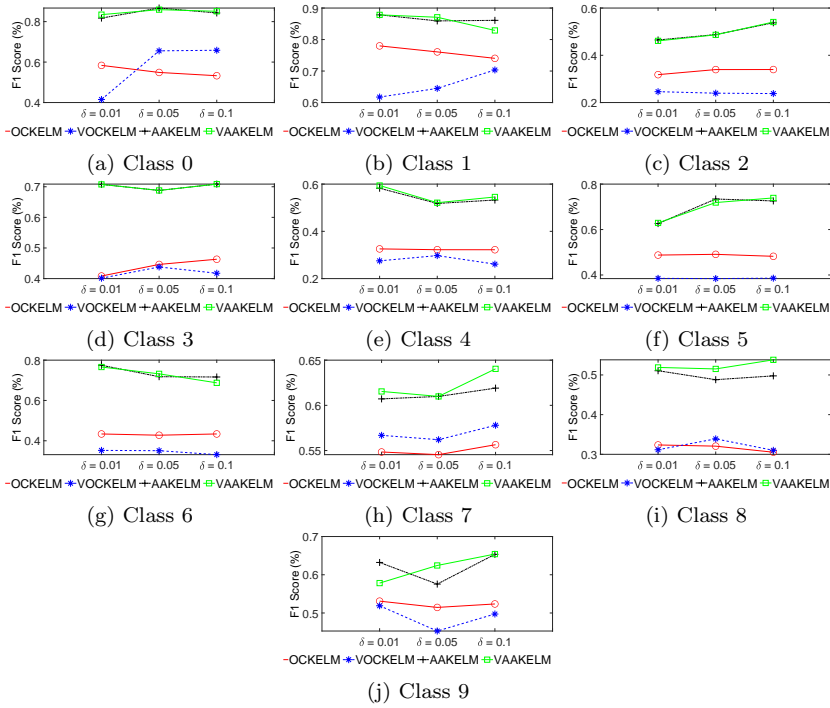 F1 Score (%)
0.8
0.6
0.4
δ = 0.01 δ = 0.05 δ = 0.1
OCKELM VOCKELM AAKELM VAAKELM
(a) Class 0
F1 Score (%)
0.9
0.8
0.7
0.6
δ = 0.01 δ = 0.05 δ = 0.1
OCKELM VOCKELM AAKELM VAAKELM
(b) Class 1
F1 Score (%)
0.6
0.4
0.2
δ = 0.01 δ = 0.05 δ = 0.1
OCKELM VOCKELM AAKELM VAAKELM
(c) Class 2
F1 Score (%)
0.7
0.6
0.5
0.4
δ = 0.01 δ = 0.05 δ = 0.1
OCKELM VOCKELM AAKELM VAAKELM
(d) Class 3
F1 Score (%)
0.6
0.4
0.2
δ = 0.01 δ = 0.05 δ = 0.1
OCKELM VOCKELM AAKELM VAAKELM
(e) Class 4
F1 Score (%)
0.8
0.6
0.4
δ = 0.01 δ = 0.05 δ = 0.1
OCKELM VOCKELM AAKELM VAAKELM
(f) Class 5
F1 Score (%)
0.8
0.6
0.4
δ = 0.01 δ = 0.05 δ = 0.1
OCKELM VOCKELM AAKELM VAAKELM
(g) Class 6
F1 Score (%)
0.65
0.6
0.55
δ = 0.01 δ = 0.05 δ = 0.1
OCKELM VOCKELM AAKELM VAAKELM
(h) Class 7
F1 Score (%)
0.5
0.4
0.3
δ = 0.01 δ = 0.05 δ = 0.1
OCKELM VOCKELM AAKELM VAAKELM
(i) Class 8
F1 Score (%)
0.7
0.6
0.5
δ = 0.01 δ = 0.05 δ = 0.1
OCKELM VOCKELM AAKELM VAAKELM
(j) Class 9